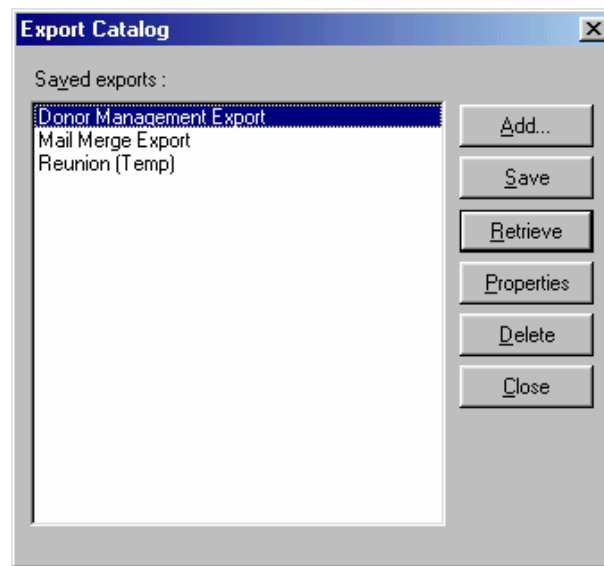 Export Catalog
Saved exports :
Donor Management Export
Mail Merge Export
Reunion (Temp)
Add...
Save
Retrieve
Properties
Delete
Close